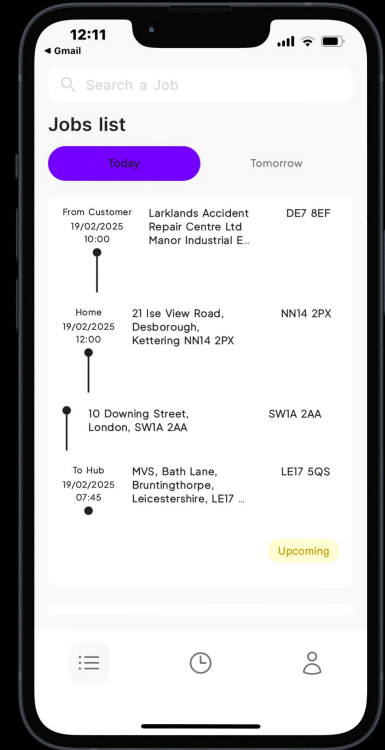 12:11
◀ Gmail
Search a Job
Jobs list
Today
Tomorrow
From Customer
19/02/2025
10:00
Larklands Accident
Repair Centre Ltd
Manor Industrial E...
DE7 8EF
Home
19/02/2025
12:00
21 Ise View Road,
Desborough,
Kettering NN14 2PX
NN14 2PX
10 Downing Street,
London, SW1A 2AA
SW1A 2AA
To Hub
19/02/2025
07:45
MVS, Bath Lane,
Bruntingthorpe,
Leicestershire, LE17 ...
LE17 5QS
Upcoming